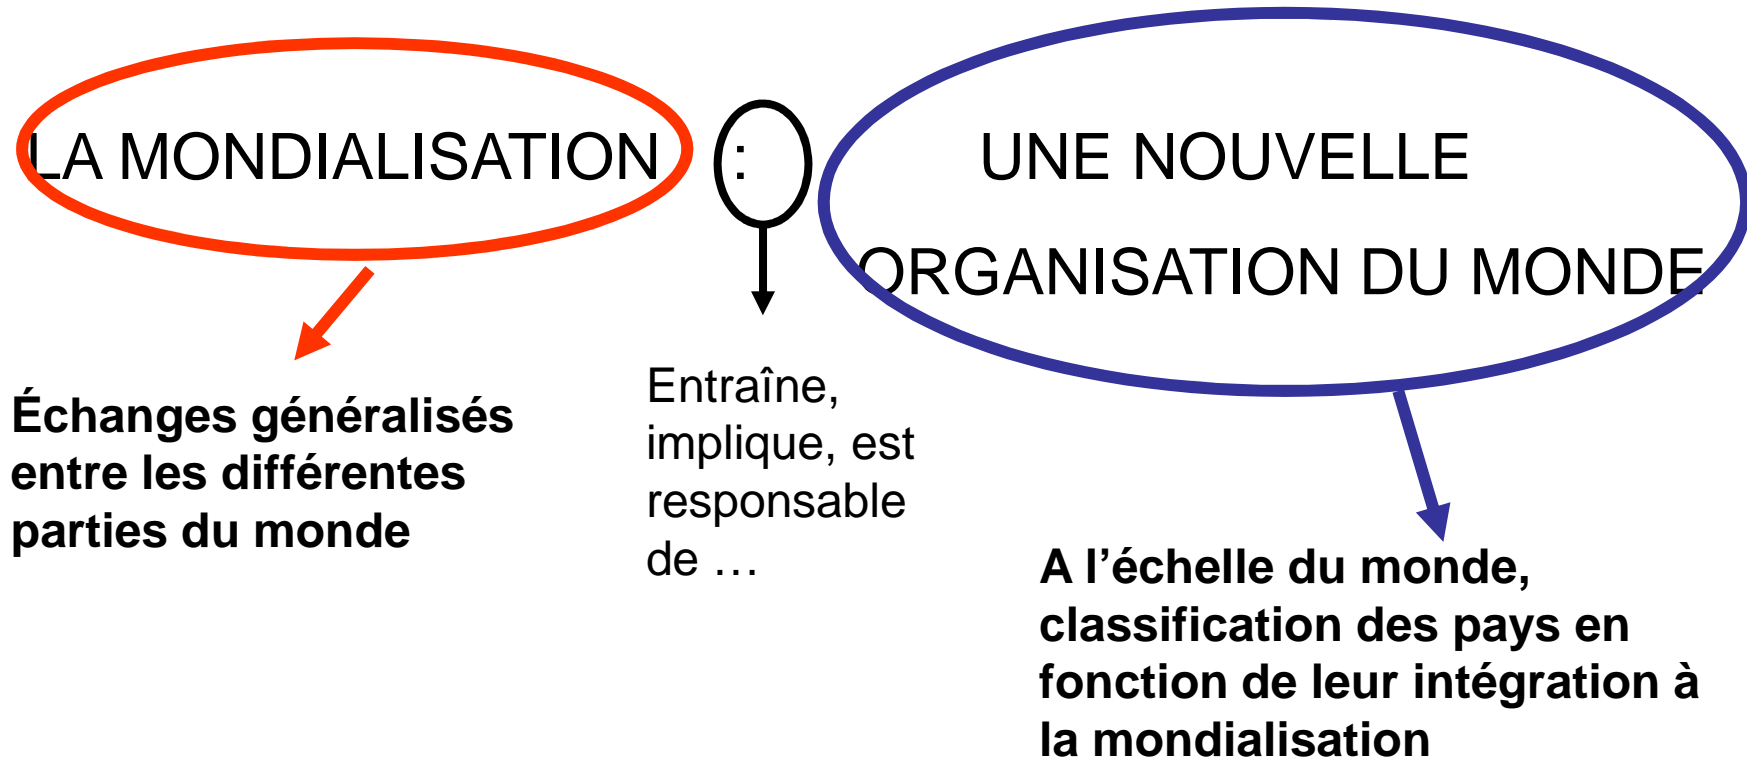 LA MONDIALISATION : UNE NOUVELLE
ORGANISATION DU MONDE
Échanges généralisés
entre les différentes
parties du monde
Entraîne,
implique, est
responsable
de …
A l’échelle du monde,
classification des pays en
fonction de leur intégration à
la mondialisation